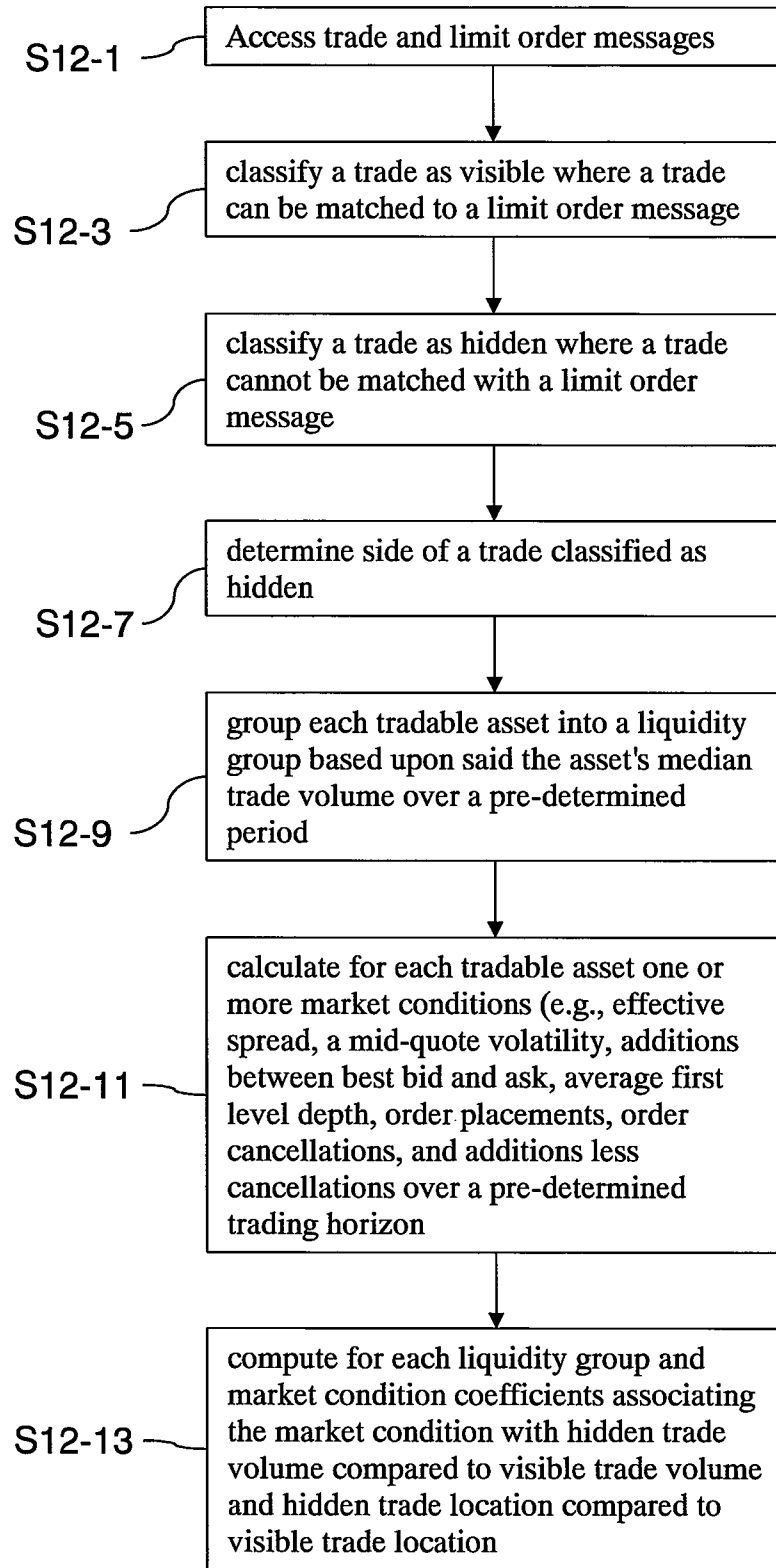 S12-1
Access trade and limit order messages
S12-3
classify a trade as visible where a trade
can be matched to a limit order message
S12-5
classify a trade as hidden where a trade
cannot be matched with a limit order
message
S12-7
determine side of a trade classified as
hidden
S12-9
group each tradable asset into a liquidity
group based upon said the asset's median
trade volume over a pre-determined
period
S12-11
calculate for each tradable asset one or
more market conditions (e.g., effective
spread, a mid-quote volatility, additions
between best bid and ask, average first
level depth, order placements, order
cancellations, and additions less
cancellations over a pre-determined
trading horizon
S12-13
compute for each liquidity group and
market condition coefficients associating
the market condition with hidden trade
volume compared to visible trade volume
and hidden trade location compared to
visible trade location